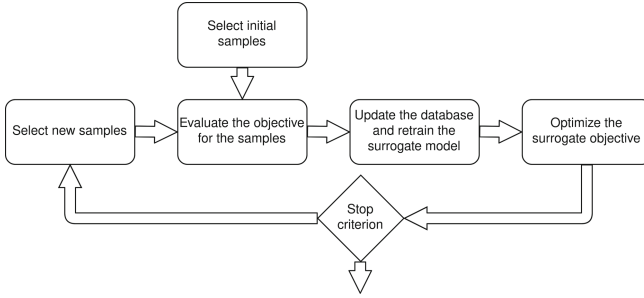 Select initial
samples
Select new samples
Evaluate the objective
for the samples
Update the database
and retrain the
surrogate model
Optimize the
surrogate objective
Stop
criterion